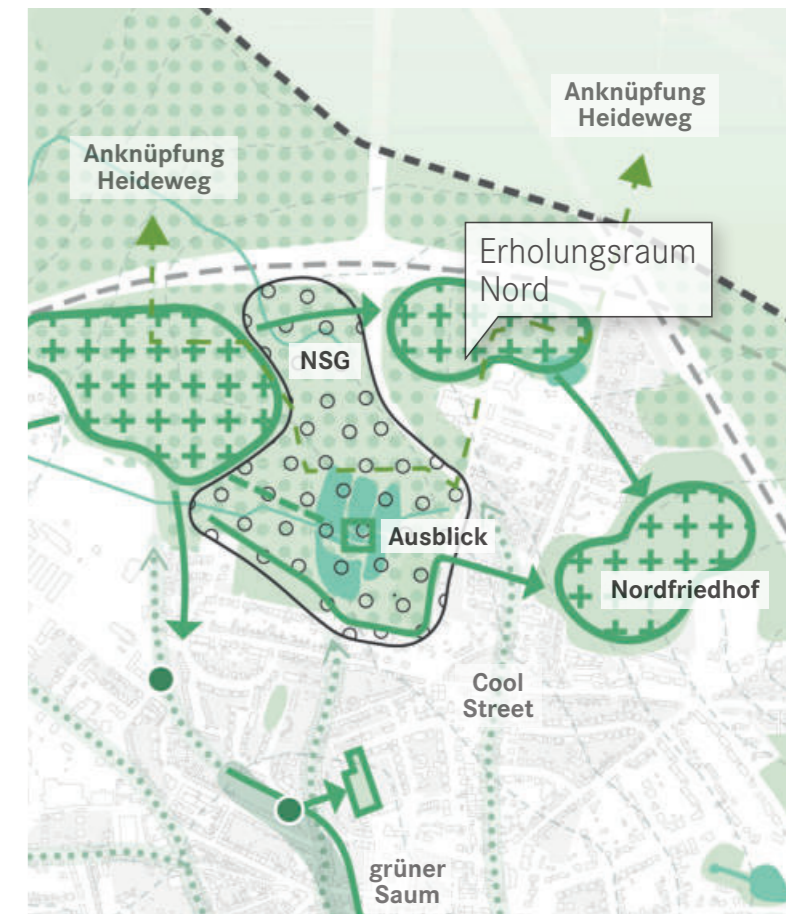 Anknüpfung
Heideweg
Anknüpfung
Heideweg
Erholungsraum
Nord
NSG
Ausblick
Nordfriedhof
Cool
Street
grüner
Saum